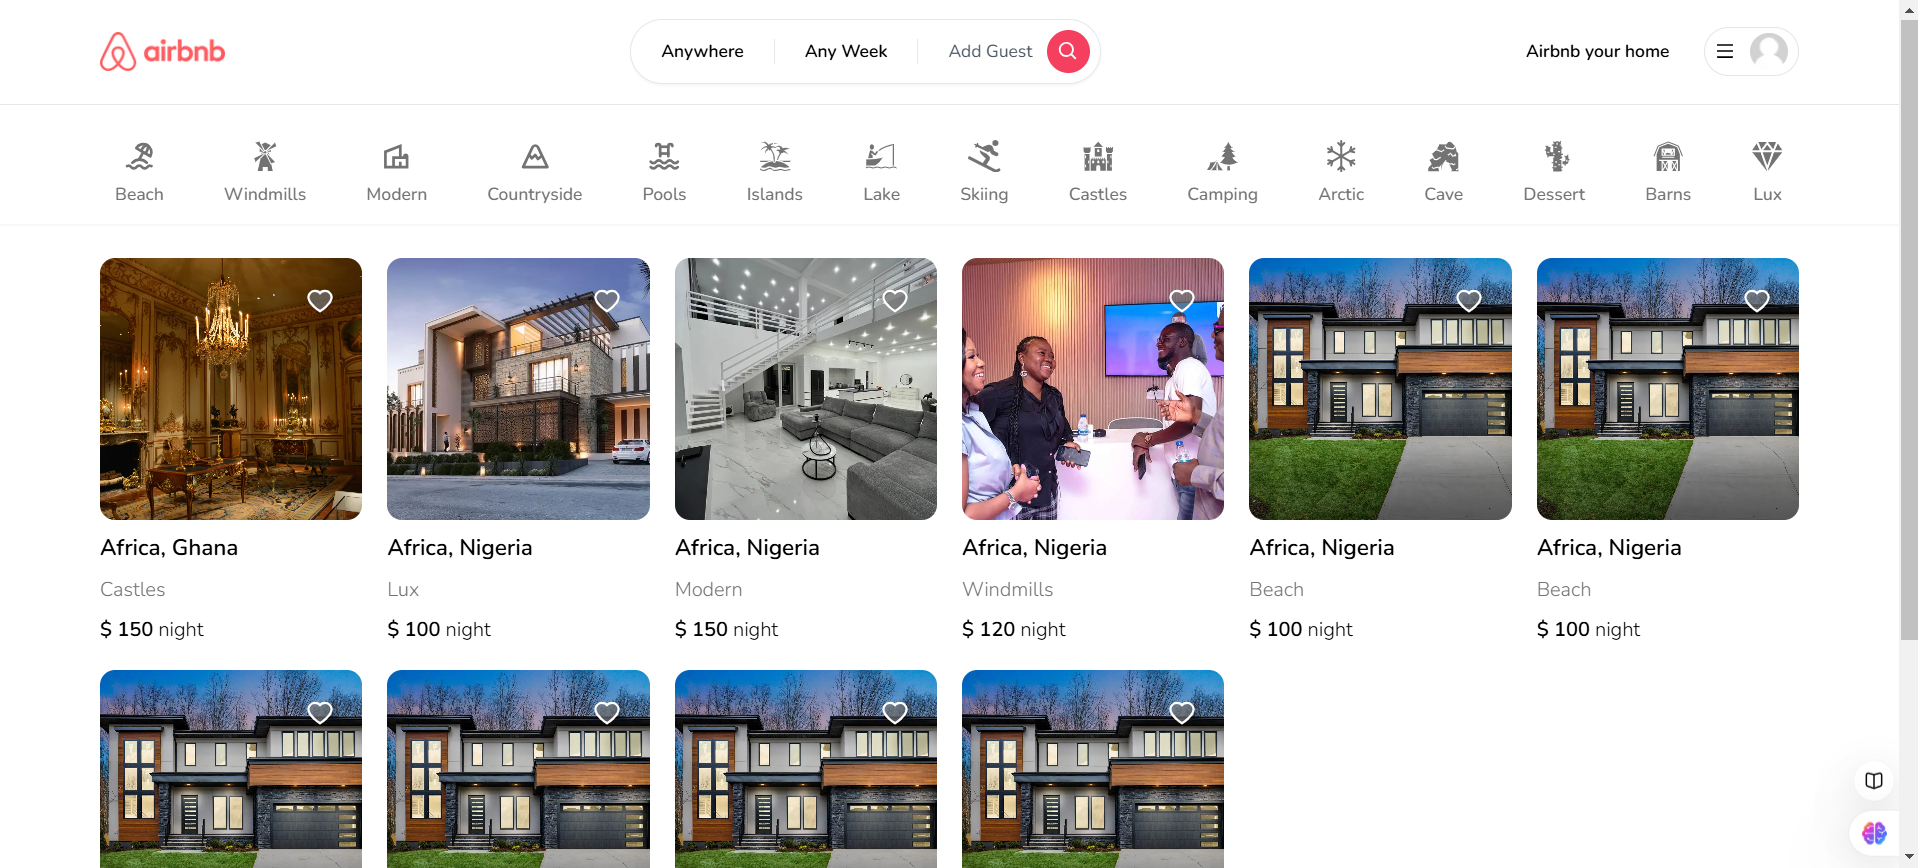 airbnb
Anywhere
Any Week
Add Guest
Airbnb your home
Beach
Windmills
Modern
Countryside
Pools
Islands
Lake
Skiing
Castles
Camping
Arctic
Cave
Dessert
Barns
Lux
Africa, Ghana
Castles
$ 150 night
Africa, Nigeria
Lux
$ 100 night
Africa, Nigeria
Modern
$ 150 night
Africa, Nigeria
Windmills
$ 120 night
Africa, Nigeria
Beach
$ 100 night
Africa, Nigeria
Beach
$ 100 night